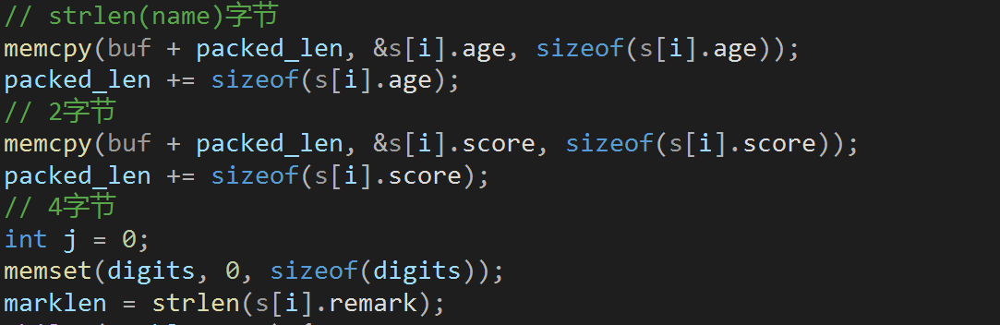 // strlen(name)字节
memcpy(buf + packed_len, &s[i].age, sizeof(s[i].age));
packed_len += sizeof(s[i].age);
// 2字节
memcpy(buf + packed_len, &s[i].score, sizeof(s[i].score));
packed_len += sizeof(s[i].score);
// 4字节
int j = 0;
memset(digits, 0, sizeof(digits));
marklen = strlen(s[i].remark);